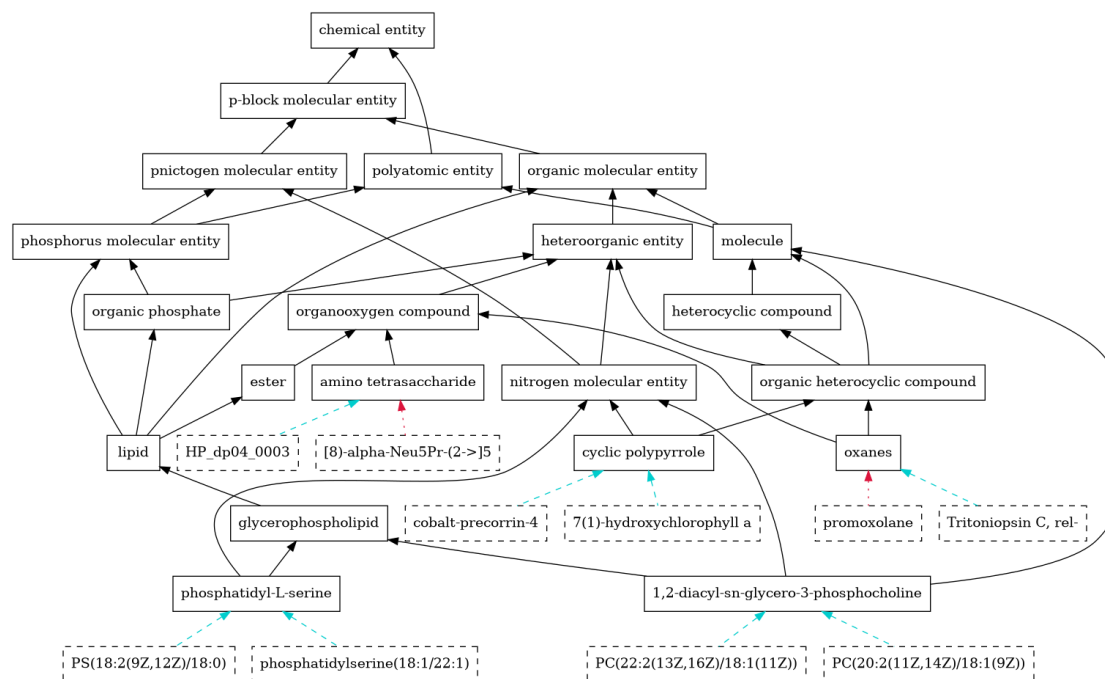 chemical entity
p-block molecular entity
pnictogen molecular entity
polyatomic entity
organic molecular entity
phosphorus molecular entity
heteroorganic entity
molecule
organic phosphate
organooxygen compound
heterocyclic compound
ester
amino tetrasaccharide
nitrogen molecular entity
organic heterocyclic compound
lipid
HP_dp04_0003
[8)-alpha-Neu5Pr-(2->]5
cyclic polypyrrole
oxanes
glycerophospholipid
cobalt-precorrin-4
7(1)-hydroxychlorophyll a
promoxolane
Tritoniopsin C, rel-
phosphatidyl-L-serine
1,2-diacyl-sn-glycero-3-phosphocholine
PS(18:2(9Z,12Z)/18:0)
phosphatidylserine(18:1/22:1)
PC(22:2(13Z,16Z)/18:1(11Z))
PC(20:2(11Z,14Z)/18:1(9Z))